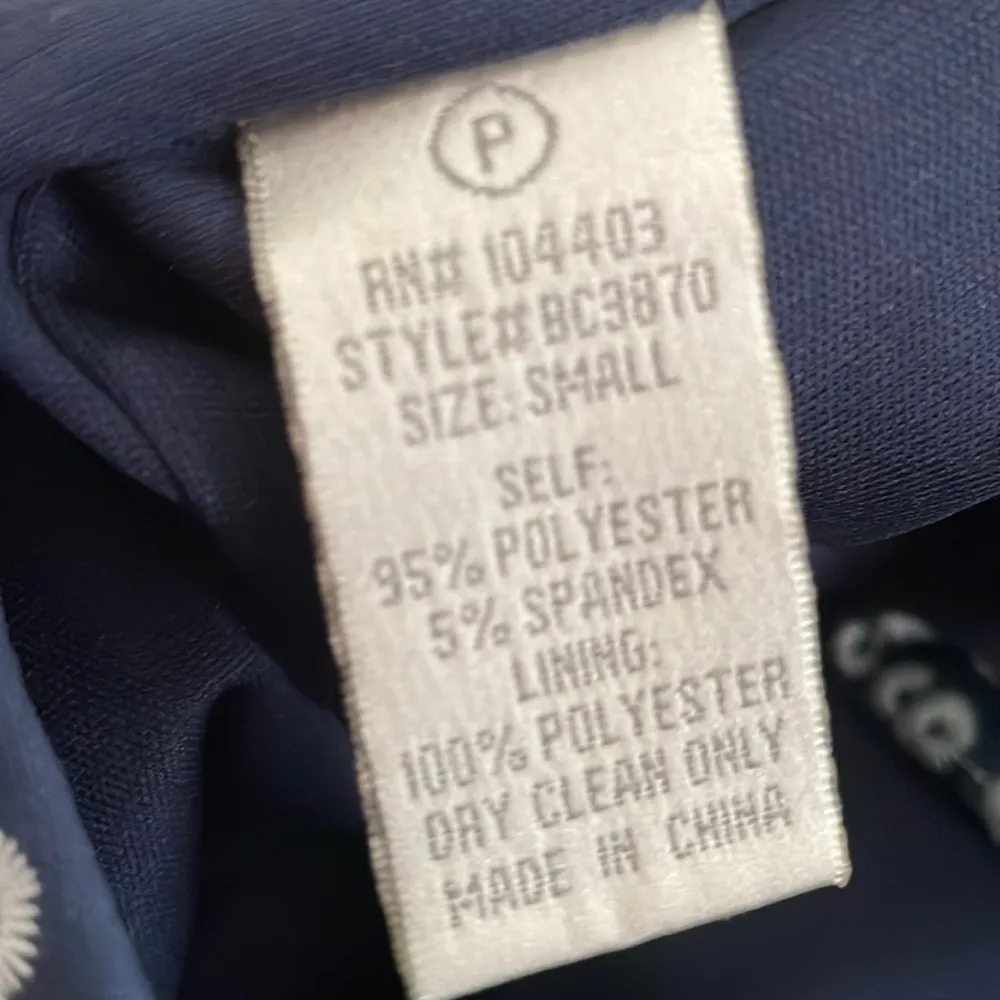 P
RN# 104403
STYLE#BC3870
SIZE: SMALL
SELF:
95% POLYESTER
5% SPANDEX
LINING:
100% POLYESTER
DRY CLEAN ONLY
MADE IN CHINA